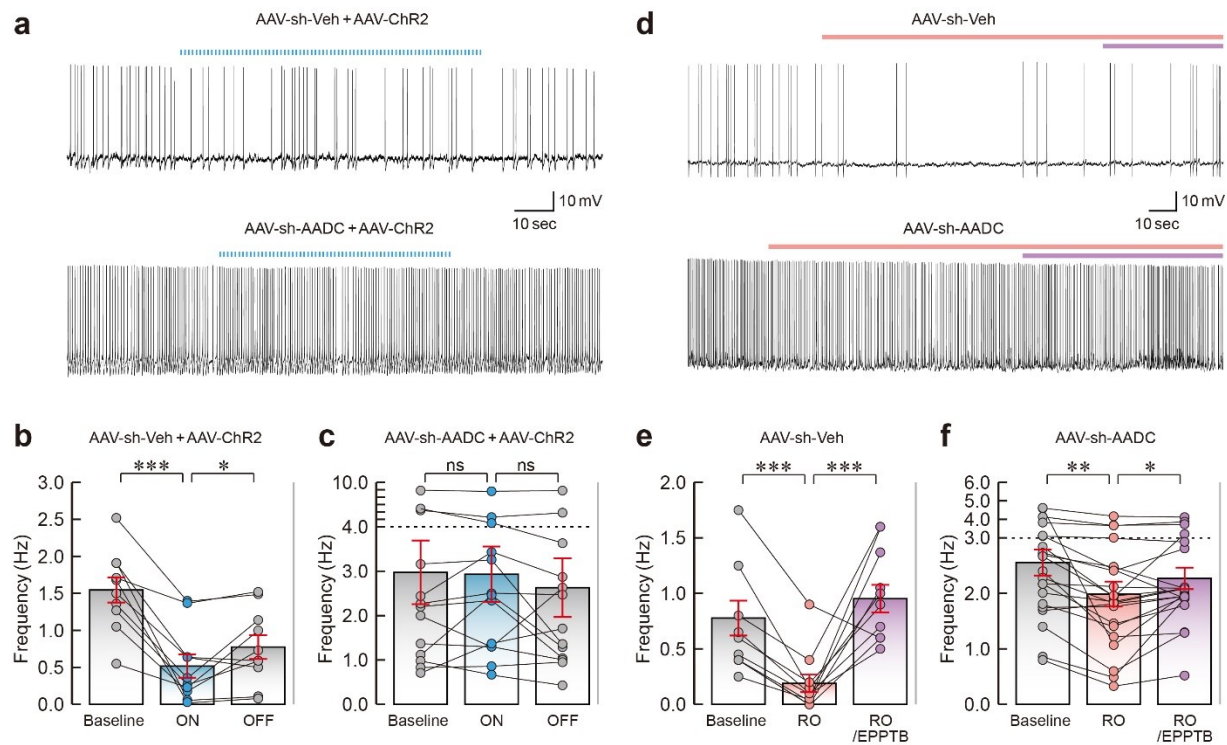 a
AAV-sh-Veh + AAV-ChR2
10 mV
10 sec
AAV-sh-AADC + AAV-ChR2
d
AAV-sh-Veh
10 mV
10 sec
AAV-sh-AADC
b
AAV-sh-Veh + AAV-ChR2
*** *
Frequency (Hz)
3.0
2.5
2.0
1.5
1.0
0.5
0.0
Baseline ON OFF
c
AAV-sh-AADC + AAV-ChR2
ns ns
Frequency (Hz)
10.0
4.0
3.0
2.0
1.0
0.0
Baseline ON OFF
e
AAV-sh-Veh
*** ***
Frequency (Hz)
2.0
1.5
1.0
0.5
0.0
Baseline RO RO
/EPPTB
f
AAV-sh-AADC
** *
Frequency (Hz)
6.0
5.0
4.0
3.0
2.0
1.0
0.0
Baseline RO RO
/EPPTB